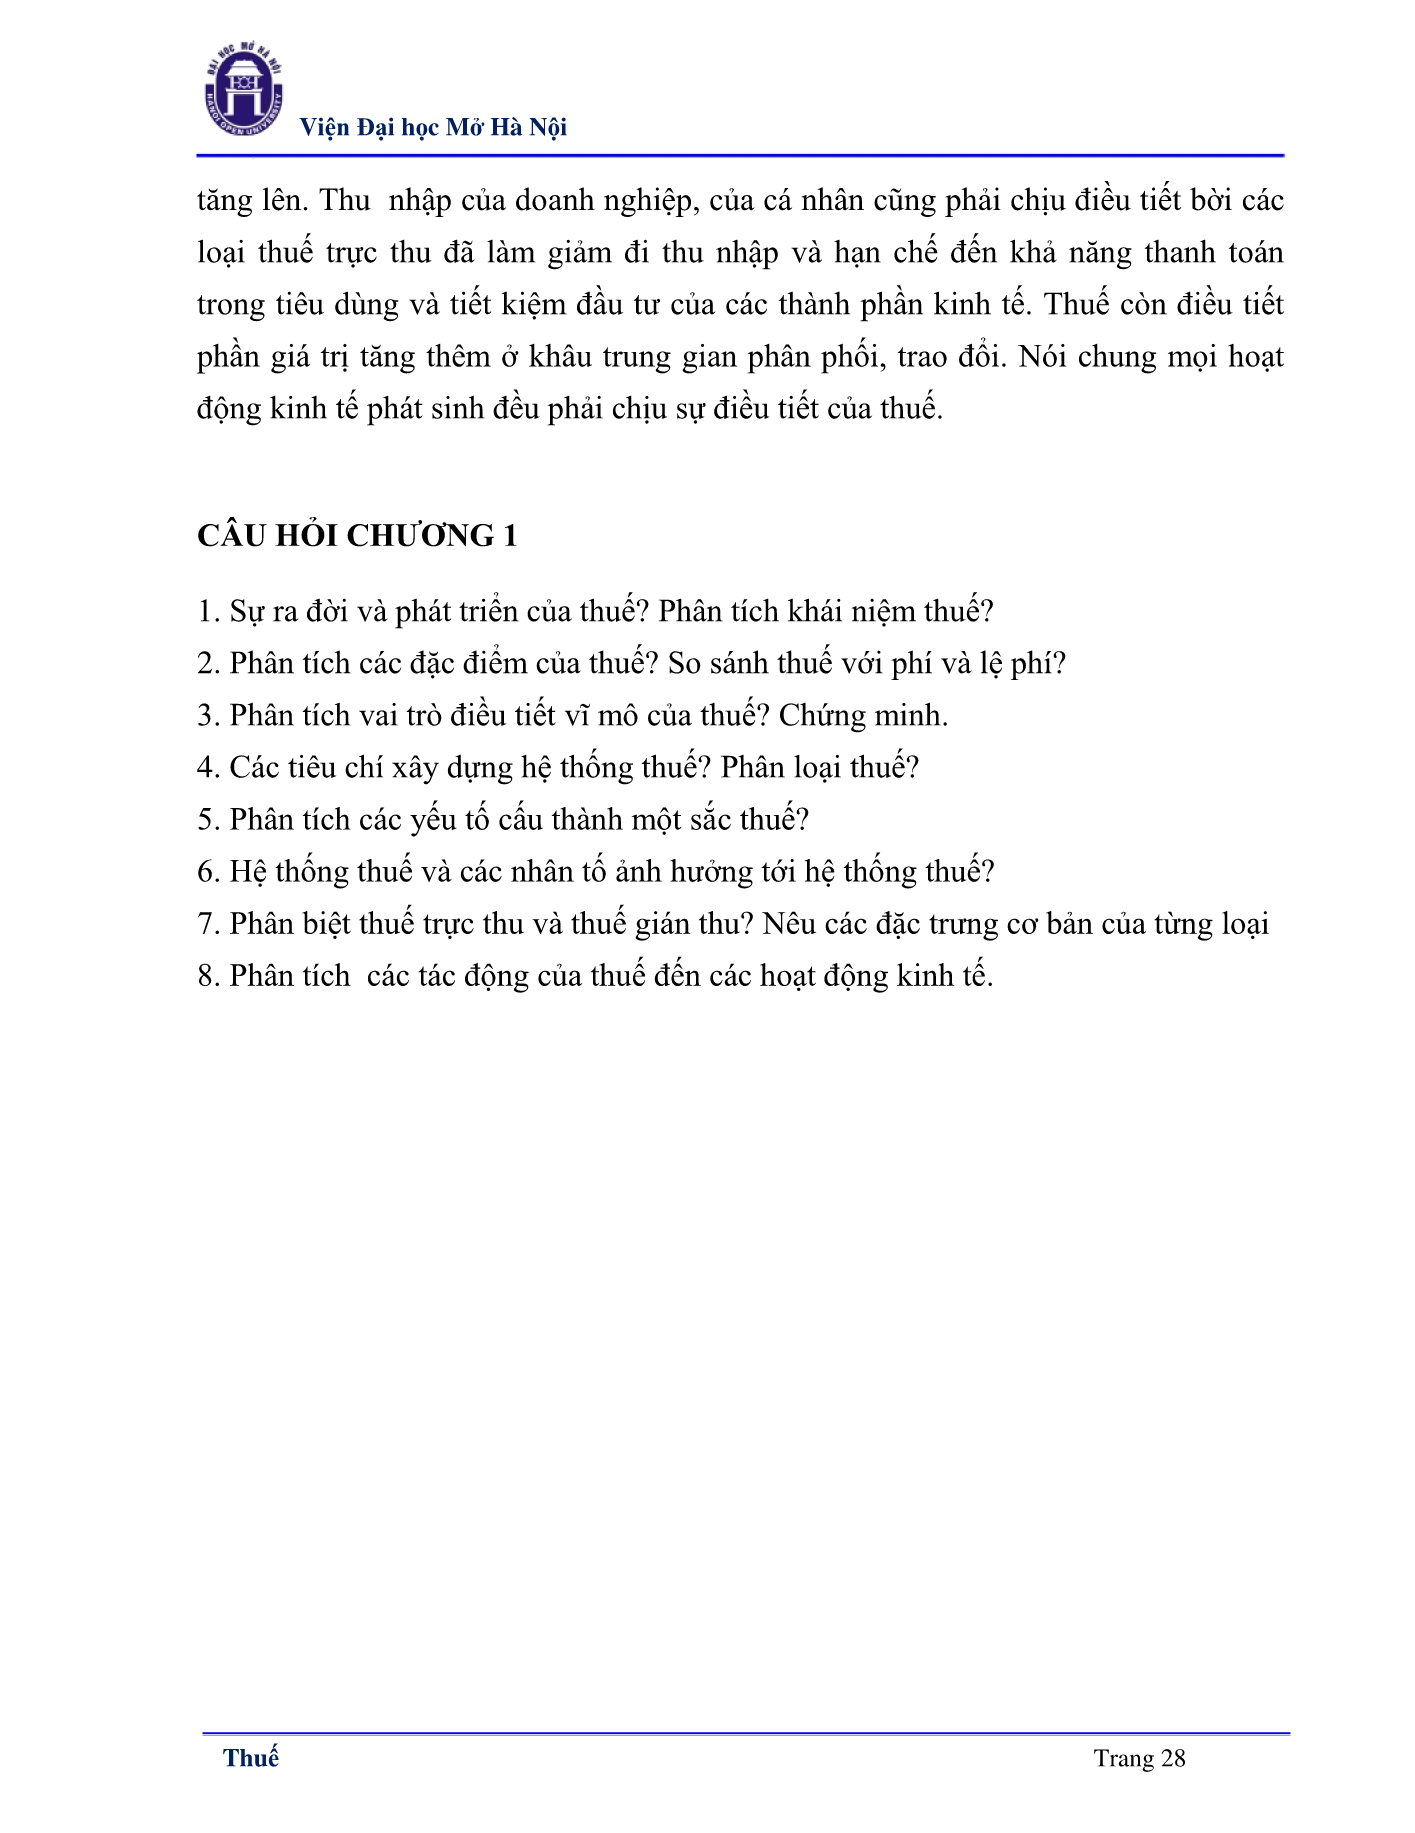 ĐẠI HỌC MỞ HÀ NỘI
HANOI OPEN UNIVERSITY
Viện Đại học Mở Hà Nội
tăng lên. Thu  nhập của doanh nghiệp, của cá nhân cũng phải chịu điều tiết bời các
loại thuế trực thu đã làm giảm đi thu nhập và hạn chế đến khả năng thanh toán
trong tiêu dùng và tiết kiệm đầu tư của các thành phần kinh tế. Thuế còn điều tiết
phần giá trị tăng thêm ở khâu trung gian phân phối, trao đổi. Nói chung mọi hoạt
động kinh tế phát sinh đều phải chịu sự điều tiết của thuế.
CÂU HỎI CHƯƠNG 1
1. Sự ra đời và phát triển của thuế? Phân tích khái niệm thuế?
2. Phân tích các đặc điểm của thuế? So sánh thuế với phí và lệ phí?
3. Phân tích vai trò điều tiết vĩ mô của thuế? Chứng minh.
4. Các tiêu chí xây dựng hệ thống thuế? Phân loại thuế?
5. Phân tích các yếu tố cấu thành một sắc thuế?
6. Hệ thống thuế và các nhân tố ảnh hưởng tới hệ thống thuế?
7. Phân biệt thuế trực thu và thuế gián thu? Nêu các đặc trưng cơ bản của từng loại
8. Phân tích  các tác động của thuế đến các hoạt động kinh tế.
Thuế
Trang 28